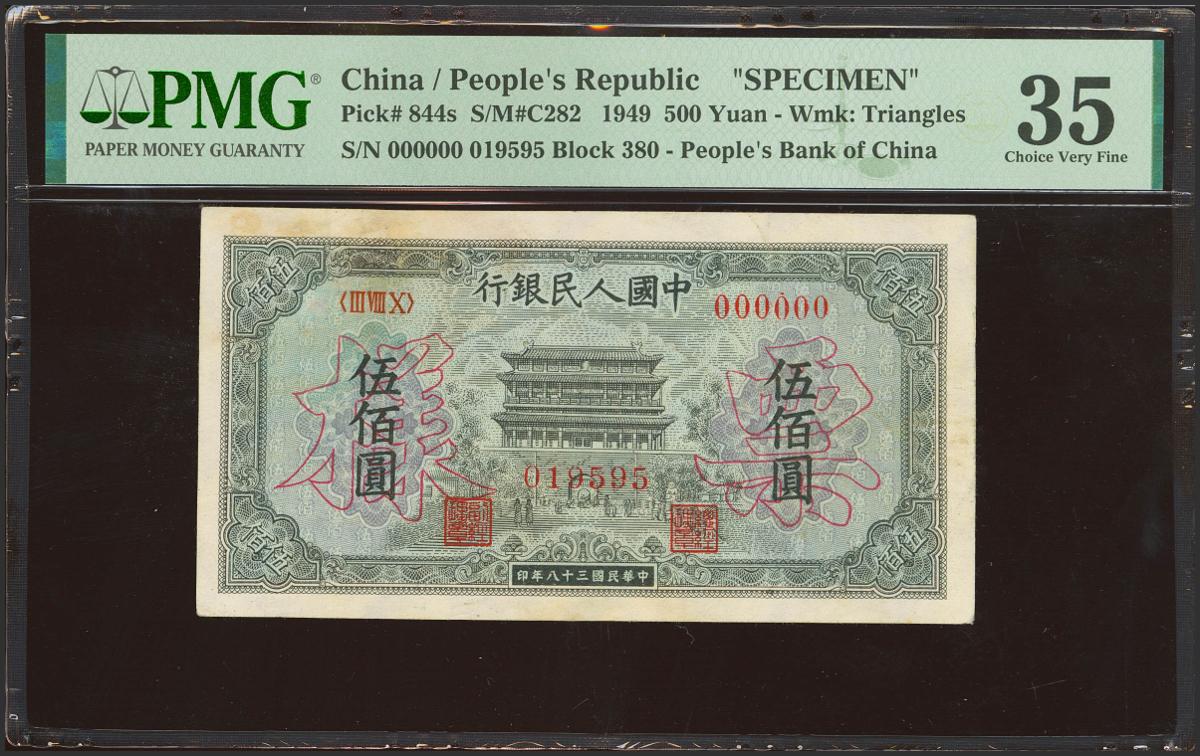 PMG®
PAPER MONEY GUARANTY
China / People's Republic "SPECIMEN"
Pick# 844s S/M#C282 1949 500 Yuan - Wmk: Triangles
S/N 000000 019595 Block 380 - People's Bank of China
35
Choice Very Fine
伍佰
伍佰
中國人民銀行
〈ⅢⅧⅩ〉
000000
樣
票
伍佰圓
伍佰圓
019595
伍佰
伍佰
中華民國三十八年印